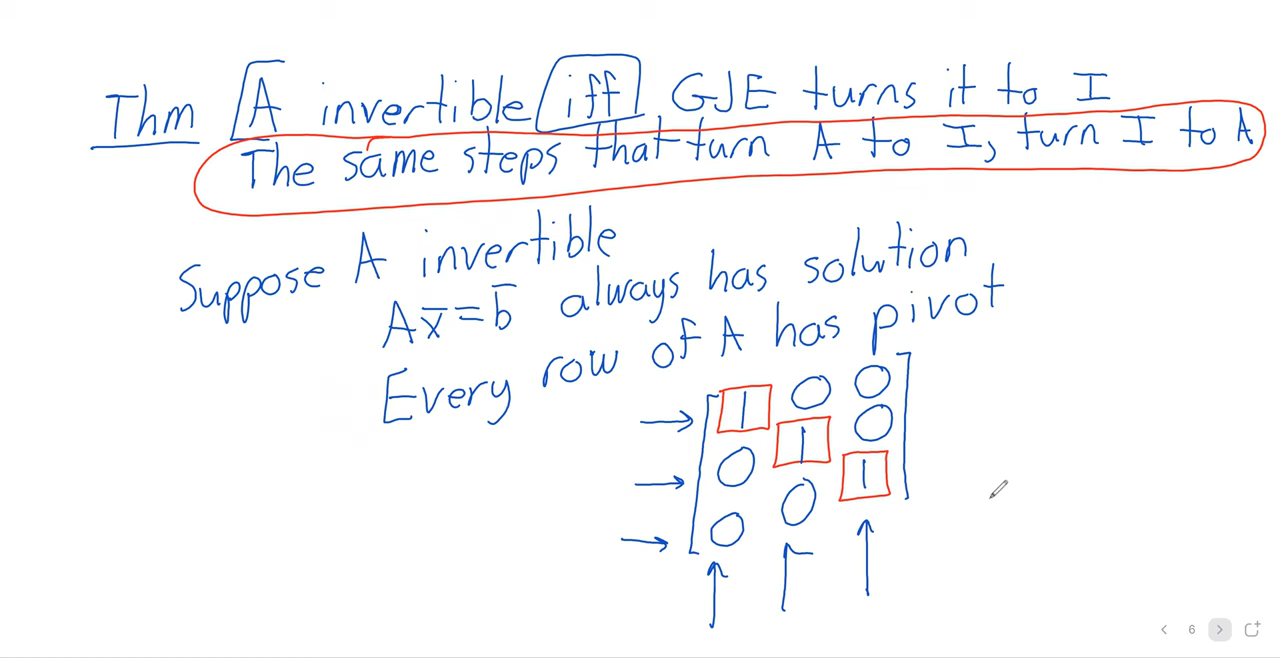 Thm A invertible iff GJE turns it to I
The same steps that turn A to I, turn I to A
Suppose A invertible
Ax̄ = b̄ always has solution
Every row of A has pivot
1 0 0
0 1 0
0 0 1
6